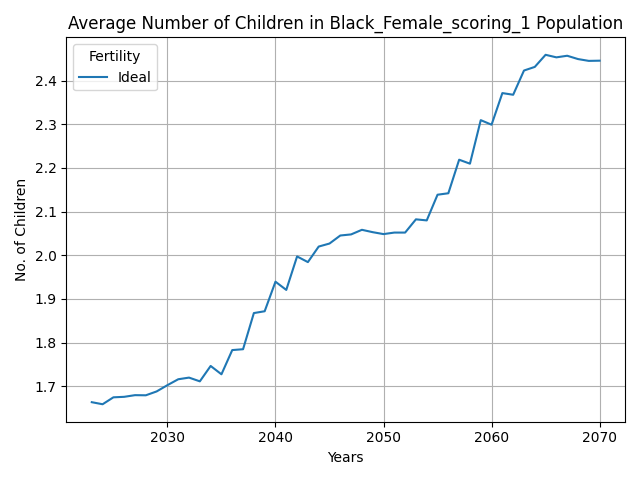 Average Number of Children in Black_Female_scoring_1 Population
Fertility
Ideal
No. of Children
2.4
2.3
2.2
2.1
2.0
1.9
1.8
1.7
2030
2040
2050
2060
2070
Years